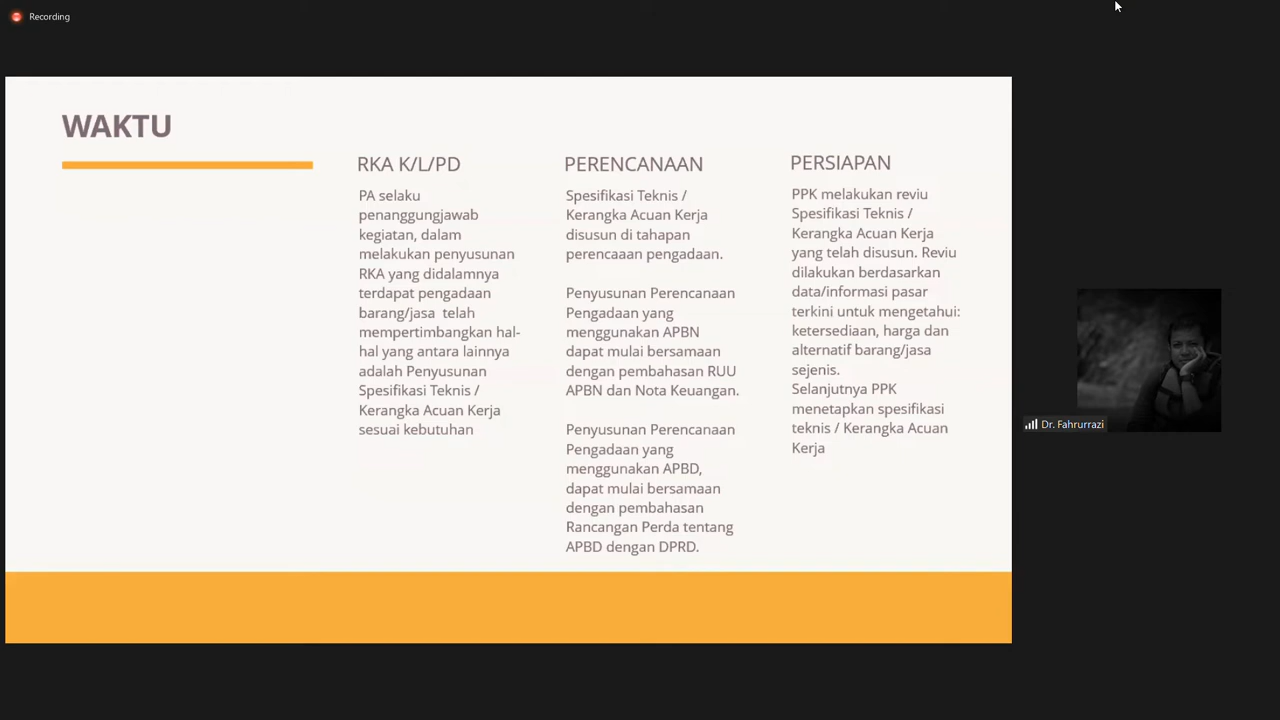 Recording
WAKTU
RKA K/L/PD
PA selaku
penanggungjawab
kegiatan, dalam
melakukan penyusunan
RKA yang didalamnya
terdapat pengadaan
barang/jasa telah
mempertimbangkan hal-
hal yang antara lainnya
adalah Penyusunan
Spesifikasi Teknis /
Kerangka Acuan Kerja
sesuai kebutuhan
PERENCANAAN
Spesifikasi Teknis /
Kerangka Acuan Kerja
disusun di tahapan
perencaaan pengadaan.
Penyusunan Perencanaan
Pengadaan yang
menggunakan APBN
dapat mulai bersamaan
dengan pembahasan RUU
APBN dan Nota Keuangan.
Penyusunan Perencanaan
Pengadaan yang
menggunakan APBD,
dapat mulai bersamaan
dengan pembahasan
Rancangan Perda tentang
APBD dengan DPRD.
PERSIAPAN
PPK melakukan reviu
Spesifikasi Teknis /
Kerangka Acuan Kerja
yang telah disusun. Reviu
dilakukan berdasarkan
data/informasi pasar
terkini untuk mengetahui:
ketersediaan, harga dan
alternatif barang/jasa
sejenis.
Selanjutnya PPK
menetapkan spesifikasi
teknis / Kerangka Acuan
Kerja
Dr. Fahrurrazi